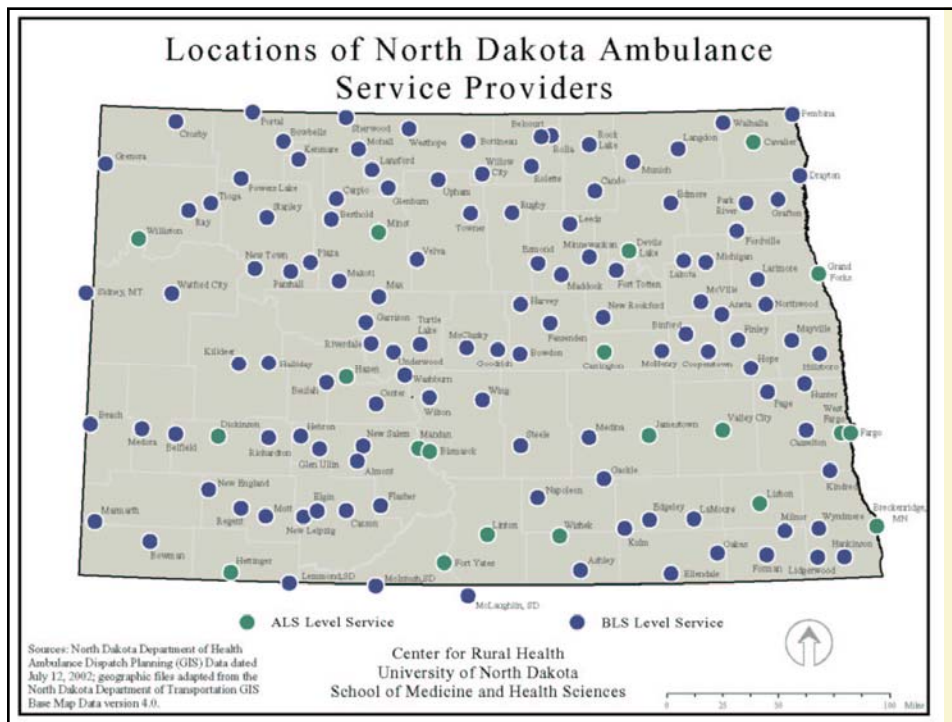 Locations of North Dakota Ambulance
Service Providers
Pembina
Portal
Sherwood
Walhalla
Crosby
Bowbells
Mohall
Westhope
Bottineau
Belcourt
Rolla
Rock
Lake
Langdon
Cavalier
Grenora
Kenmare
Lansford
Willow
City
Rolette
Munich
Drayton
Powers Lake
Carpio
Glenburn
Upham
Cando
Edmore
Park
River
Grafton
Tioga
Ray
Stanley
Berthold
Minot
Towner
Rugby
Leeds
Fordville
Williston
New Town
Plaza
Velva
Esmond
Minnewaukan
Devils
Lake
Lakota
Michigan
Larimore
Grand
Forks
Parshall
Makoti
Maddock
Fort Totten
Sidney, MT.
Watford City
Max
Harvey
New Rockford
McVille
Aneta
Northwood
Garrison
Turtle
Lake
McClusky
Fessenden
Binford
Finley
Mayville
Riverdale
Underwood
Goodrich
Bowdon
Carrington
McHenry
Cooperstown
Hope
Hillsboro
Killdeer
Halliday
Hazen
Beulah
Washburn
Center
Wilton
Wing
Page
Hunter
West
Fargo
Fargo
Beach
Medora
Belfield
Dickinson
Richardton
Hebron
Glen Ullin
New Salem
Almont
Mandan
Bismarck
Steele
Medina
Jamestown
Valley City
Casselton
Kindred
New England
Gackle
Napoleon
Lisbon
Breckenridge,
MN
Marmarth
Regent
Mott
Elgin
New Leipzig
Carson
Flasher
Linton
Wishek
Kulm
Edgeley
LaMoure
Milnor
Wyndmere
Bowman
Hettinger
Fort Yates
Ashley
Ellendale
Oakes
Forman
Lidgerwood
Hankinson
Lemmond, SD
McIntosh, SD
McLaughlin, SD
ALS Level Service
BLS Level Service
Sources: North Dakota Department of Health
Ambulance Dispatch Planning (GIS) Data dated
July 12, 2002; geographic files adapted from the
North Dakota Department of Transportation GIS
Base Map Data version 4.0.
Center for Rural Health
University of North Dakota
School of Medicine and Health Sciences
0 25 50 100 Miles